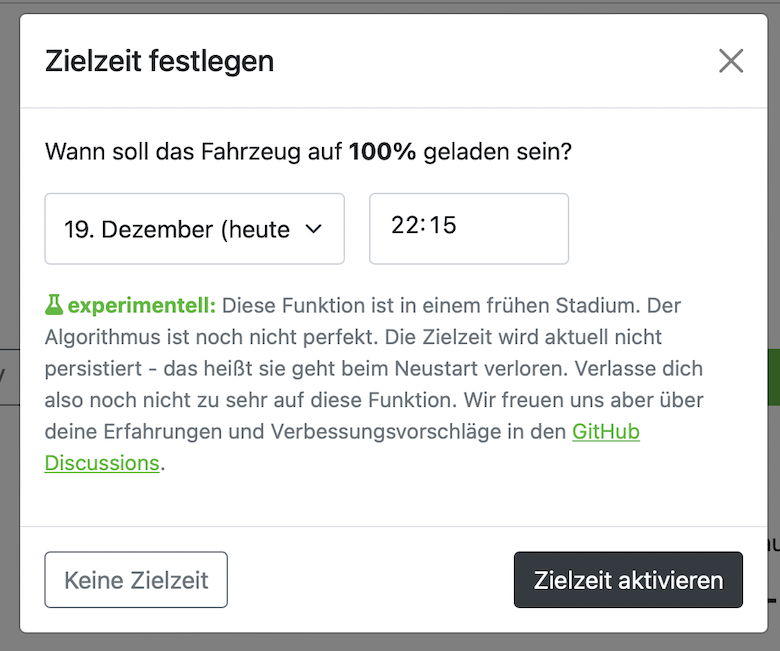 Zielzeit festlegen
Wann soll das Fahrzeug auf 100% geladen sein?
19. Dezember (heute
22:15
experimentell: Diese Funktion ist in einem frühen Stadium. Der
Algorithmus ist noch nicht perfekt. Die Zielzeit wird aktuell nicht
persistiert - das heißt sie geht beim Neustart verloren. Verlasse dich
also noch nicht zu sehr auf diese Funktion. Wir freuen uns aber über
deine Erfahrungen und Verbessungsvorschläge in den GitHub
Discussions.
Keine Zielzeit
Zielzeit aktivieren